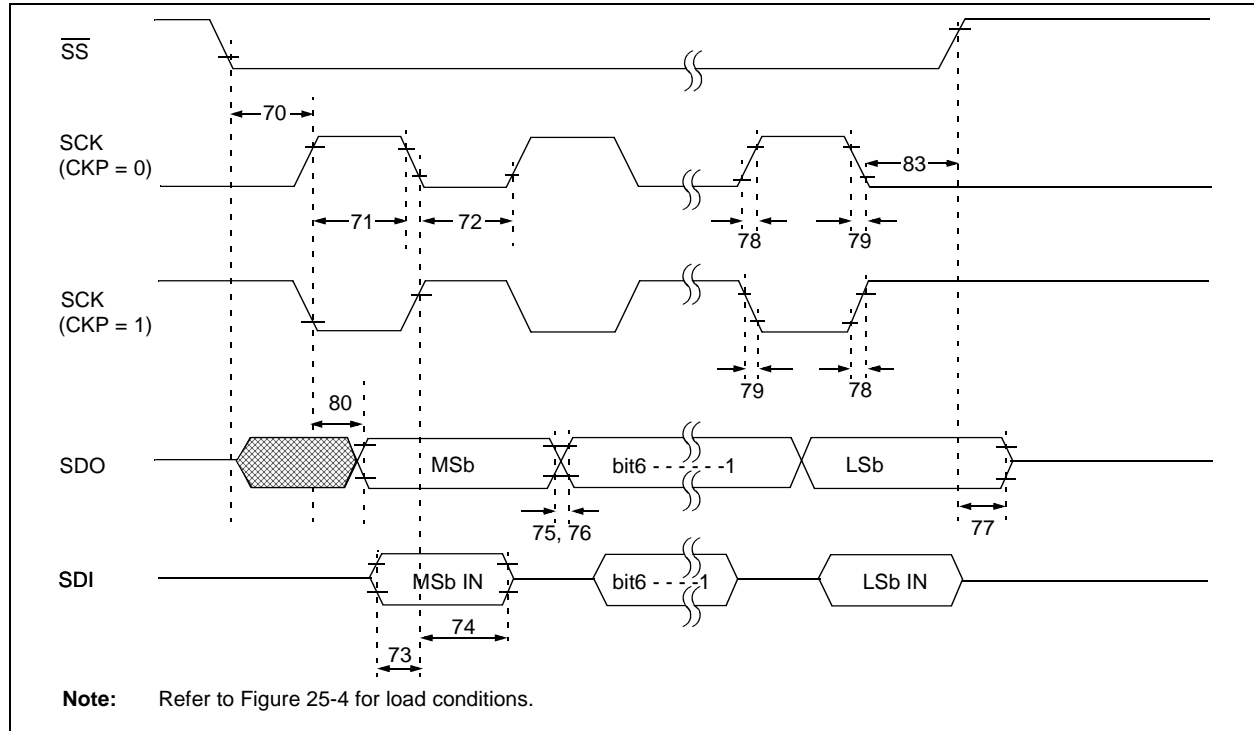 SS
70
SCK
(CKP = 0)
83
71
72
78
79
SCK
(CKP = 1)
79
78
80
SDO
MSb
bit6 - - - - - -1
LSb
75, 76
77
SDI
MSb IN
bit6 - - - - -1
LSb IN
74
73
Note: Refer to Figure 25-4 for load conditions.